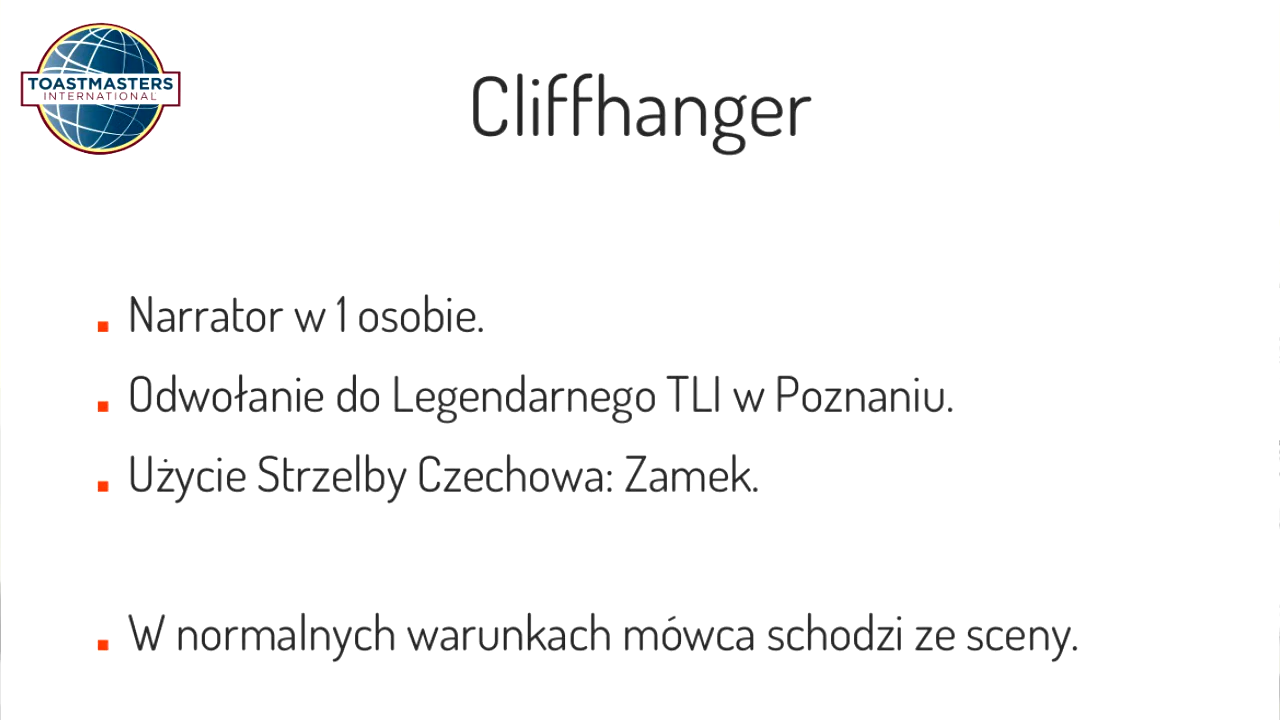 TOASTMASTERS
INTERNATIONAL
Cliffhanger
Narrator w 1 osobie.
Odwołanie do Legendarnego TLI w Poznaniu.
Użycie Strzelby Czechowa: Zamek.
W normalnych warunkach mówca schodzi ze sceny.